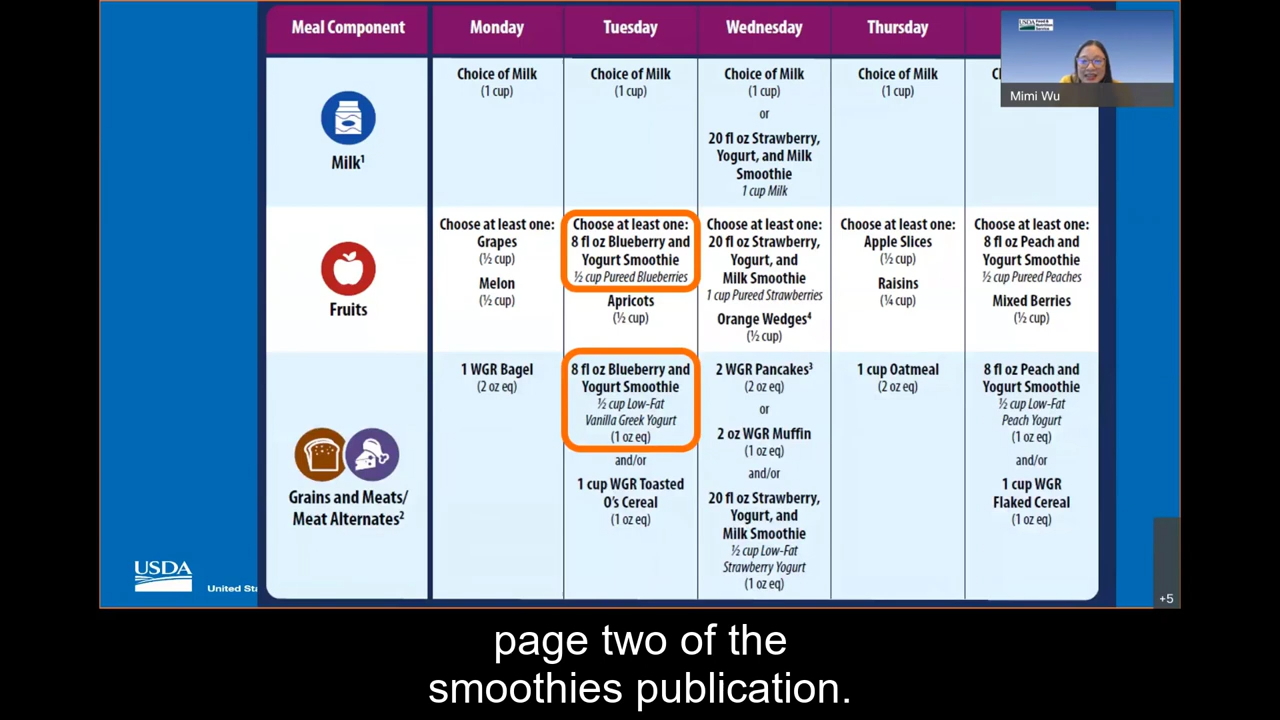 Meal Component
Monday
Tuesday
Wednesday
Thursday
USDA Food & Nutrition Service
Mimi Wu
Milk¹
Choice of Milk
(1 cup)
Choice of Milk
(1 cup)
Choice of Milk
(1 cup)
or
20 fl oz Strawberry,
Yogurt, and Milk
Smoothie
1 cup Milk
Choice of Milk
(1 cup)
Fruits
Choose at least one:
Grapes
(½ cup)
Melon
(½ cup)
Choose at least one:
8 fl oz Blueberry and
Yogurt Smoothie
½ cup Pureed Blueberries
Apricots
(½ cup)
Choose at least one:
20 fl oz Strawberry,
Yogurt, and
Milk Smoothie
1 cup Pureed Strawberries
Orange Wedges⁴
(½ cup)
Choose at least one:
Apple Slices
(½ cup)
Raisins
(¼ cup)
Choose at least one:
8 fl oz Peach and
Yogurt Smoothie
½ cup Pureed Peaches
Mixed Berries
(½ cup)
Grains and Meats/
Meat Alternates²
1 WGR Bagel
(2 oz eq)
8 fl oz Blueberry and
Yogurt Smoothie
½ cup Low-Fat
Vanilla Greek Yogurt
(1 oz eq)
and/or
1 cup WGR Toasted
O's Cereal
(1 oz eq)
2 WGR Pancakes³
(2 oz eq)
or
2 oz WGR Muffin
(1 oz eq)
and/or
20 fl oz Strawberry,
Yogurt, and
Milk Smoothie
½ cup Low-Fat
Strawberry Yogurt
(1 oz eq)
1 cup Oatmeal
(2 oz eq)
8 fl oz Peach and
Yogurt Smoothie
½ cup Low-Fat
Peach Yogurt
(1 oz eq)
and/or
1 cup WGR
Flaked Cereal
(1 oz eq)
USDA
United Sta
+5
page two of the
smoothies publication.